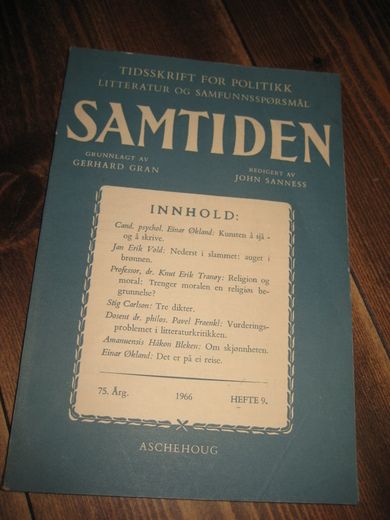 TIDSSKRIFT FOR POLITIKK
LITTERATUR OG SAMFUNNSSPØRSMÅL
SAMTIDEN
GRUNNLAGT AV
GERHARD GRAN
REDIGERT AV
JOHN SANNESS
INNHOLD:
Cand. psychol. Einar Økland: Kunsten å sjå -
og å skrive.
Jan Erik Vold: Nederst i slammet: auget i
brønnen.
Professor, dr. Knut Erik Tranøy: Religion og
moral: Trenger moralen en religiøs be-
grunnelse?
Stig Carlson: Tre dikter.
Dosent dr. philos. Pavel Fraenkl: Vurderings-
problemet i litteraturkritikken.
Amanuensis Håkon Bleken: Om skjønnheten.
Einar Økland: Det er på ei reise.
75. Årg. 1966 HEFTE 9.
ASCHEHOUG